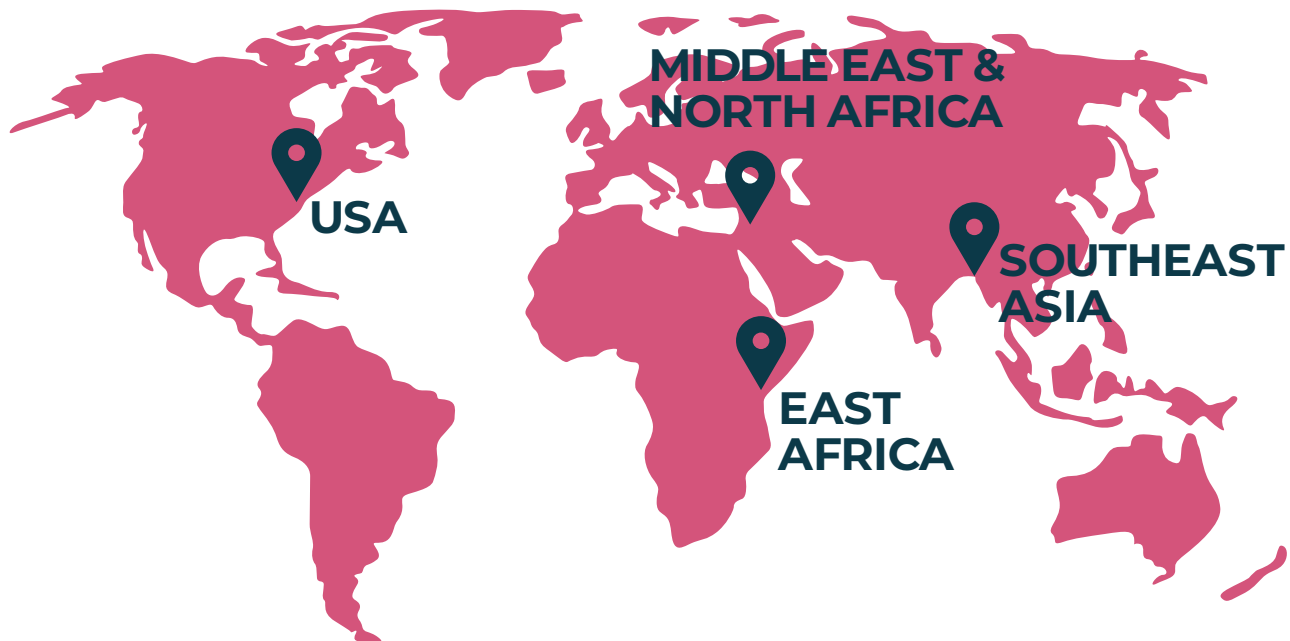 MIDDLE EAST &
NORTH AFRICA
USA
SOUTHEAST
ASIA
EAST
AFRICA